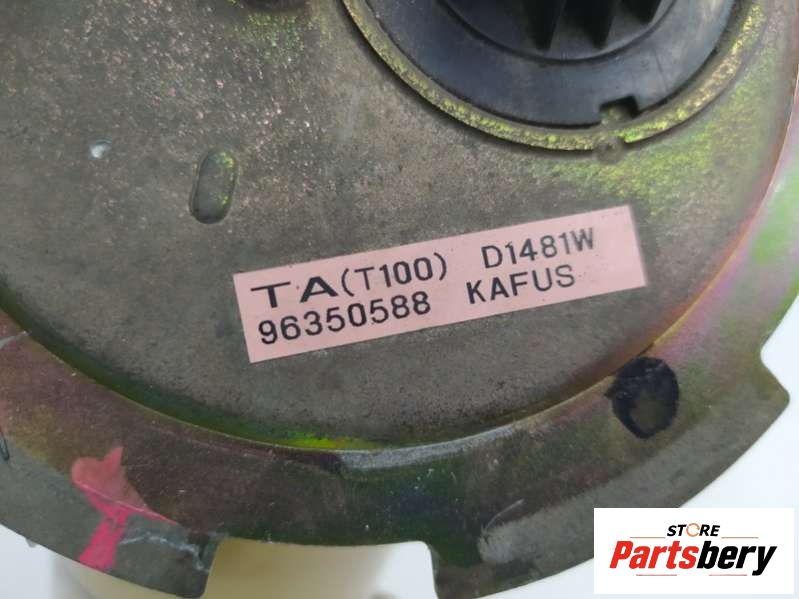 TA(T100) D1481W
96350588 KAFUS
STORE
Partsbery